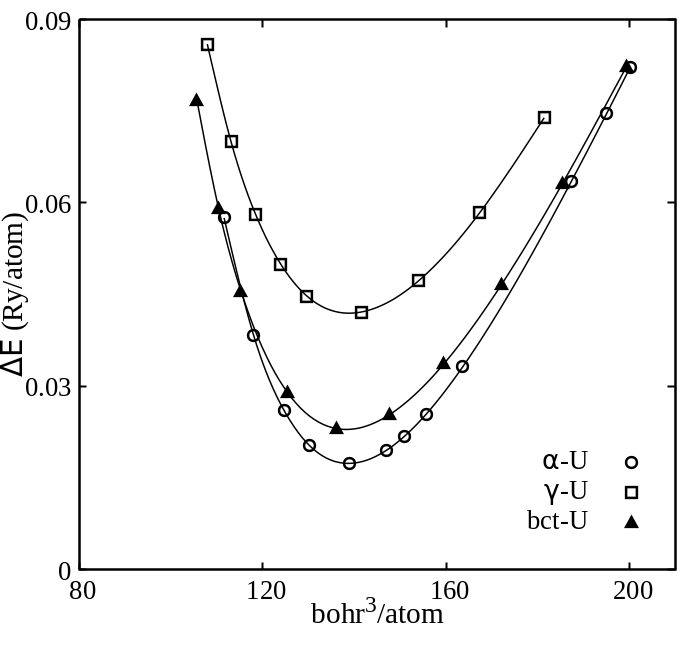 0.09
0.06
0.03
0
ΔE (Ry/atom)
α-U
γ-U
bct-U
80 120 160 200
bohr³/atom